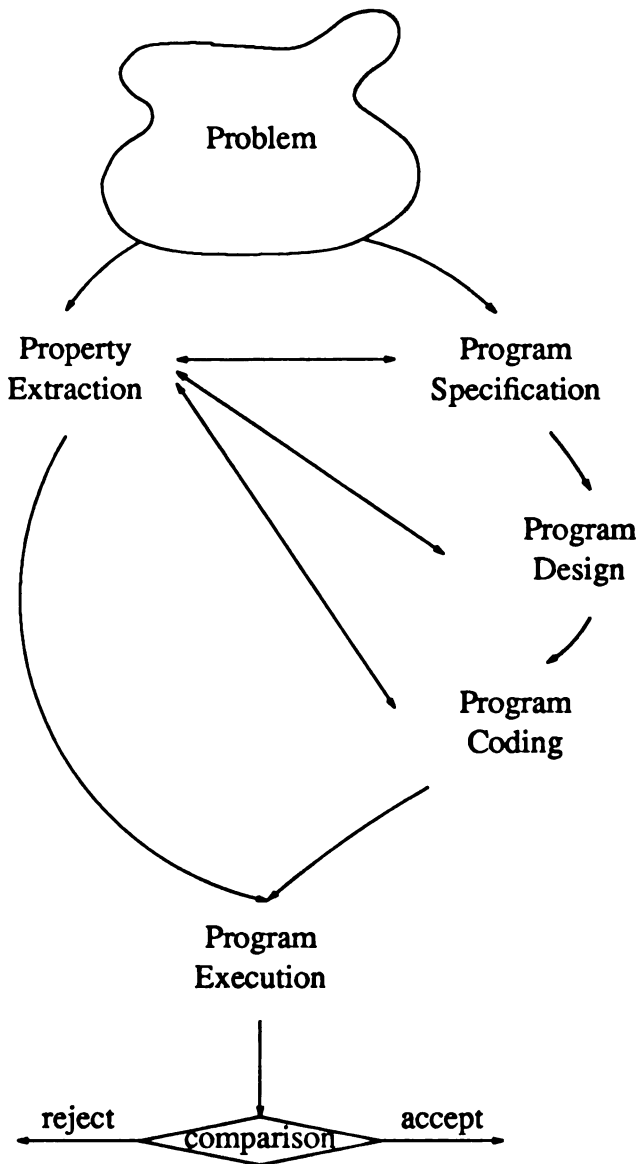 Problem
Property
Extraction
Program
Specification
Program
Design
Program
Coding
Program
Execution
reject
comparison
accept